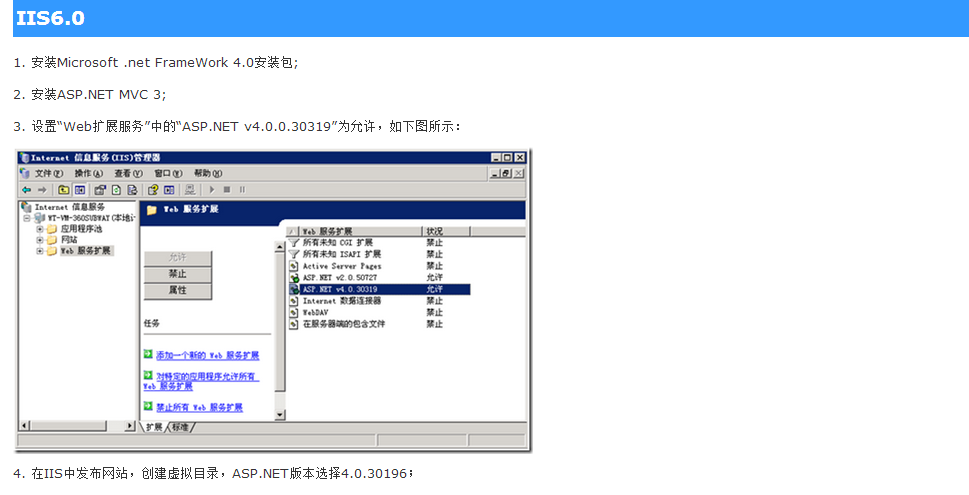 IIS6.0
1. 安装Microsoft .net FrameWork 4.0安装包;
2. 安装ASP.NET MVC 3;
3. 设置“Web扩展服务”中的“ASP.NET v4.0.0.30319”为允许，如下图所示：
Internet 信息服务(IIS)管理器
文件(F) 操作(A) 查看(V) 窗口(W) 帮助(H)
Internet 信息服务
WT-VM-360SUBWAY(本地计
应用程序池
网站
Web 服务扩展
Web 服务扩展
允许
禁止
属性
任务
添加一个新的 Web 服务扩展
对特定的应用程序允许所有
Web 服务扩展
禁止所有 Web 服务扩展
Web 服务扩展 状况
所有未知 CGI 扩展 禁止
所有未知 ISAPI 扩展 禁止
Active Server Pages 禁止
ASP.NET v2.0.50727 允许
ASP.NET v4.0.30319 允许
Internet 数据连接器 禁止
WebDAV 禁止
在服务器端的包含文件 禁止
扩展 标准
4. 在IIS中发布网站，创建虚拟目录，ASP.NET版本选择4.0.30196；